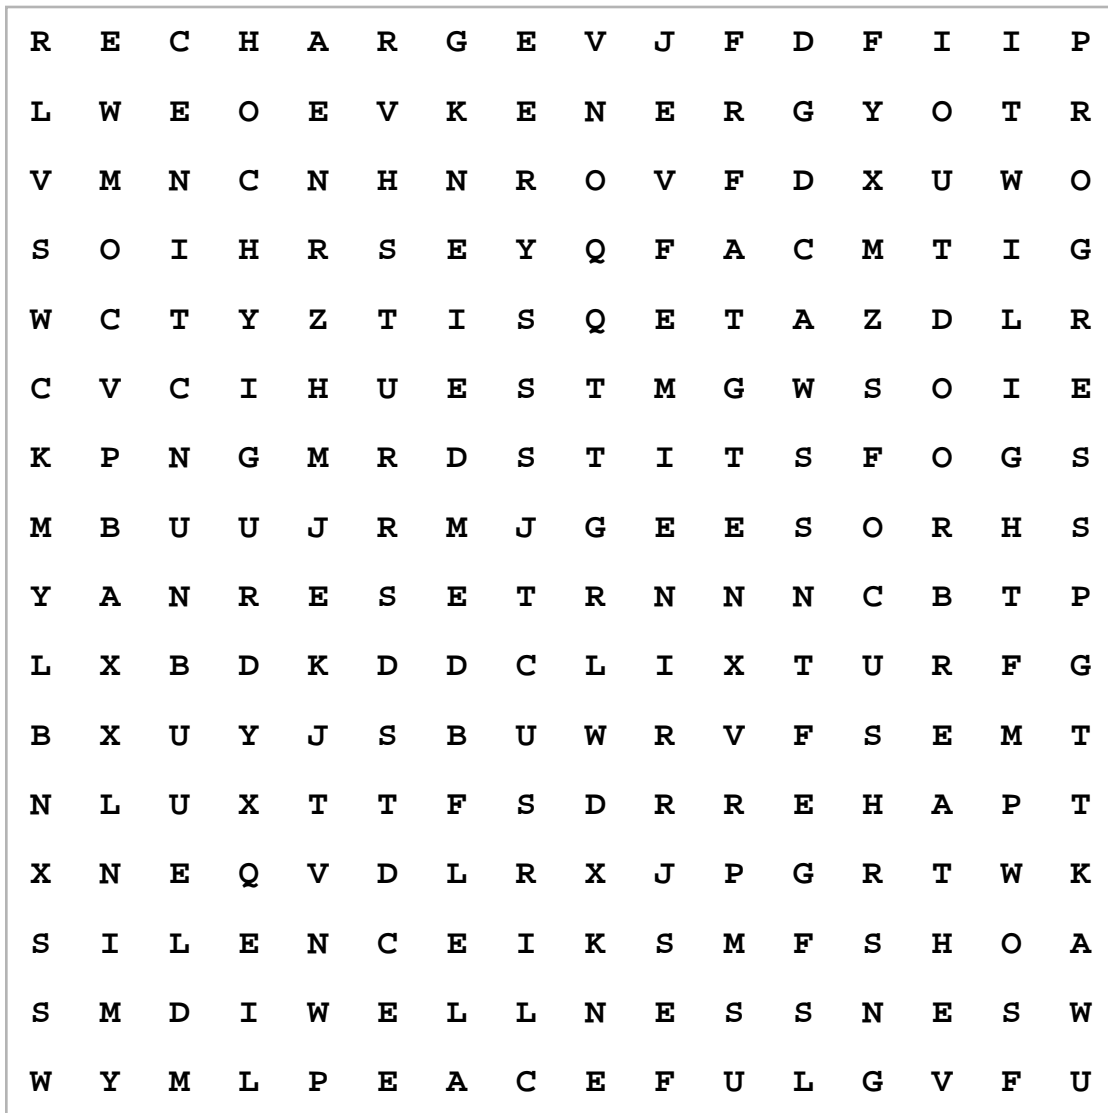 R E C H A R G E V J F D F I I P
L W E O E V K E N E R G Y O T R
V M N C N H N R O V F D X U W O
S O I H R S E Y Q F A C M T I G
W C T Y Z T I S Q E T A Z D L R
C V C I H U E S T M G W S O I E
K P N G M R D S T I T S F O G S
M B U U J R M J G E E S O R H S
Y A N R E S E T R N N N C B T P
L X B D K D D C L I X T U R F G
B X U Y J S B U W R V F S E M T
N L U X T T F S D R R E H A P T
X N E Q V D L R X J P G R T W K
S I L E N C E I K S M F S H O A
S M D I W E L L N E S S N E S W
W Y M L P E A C E F U L G V F U